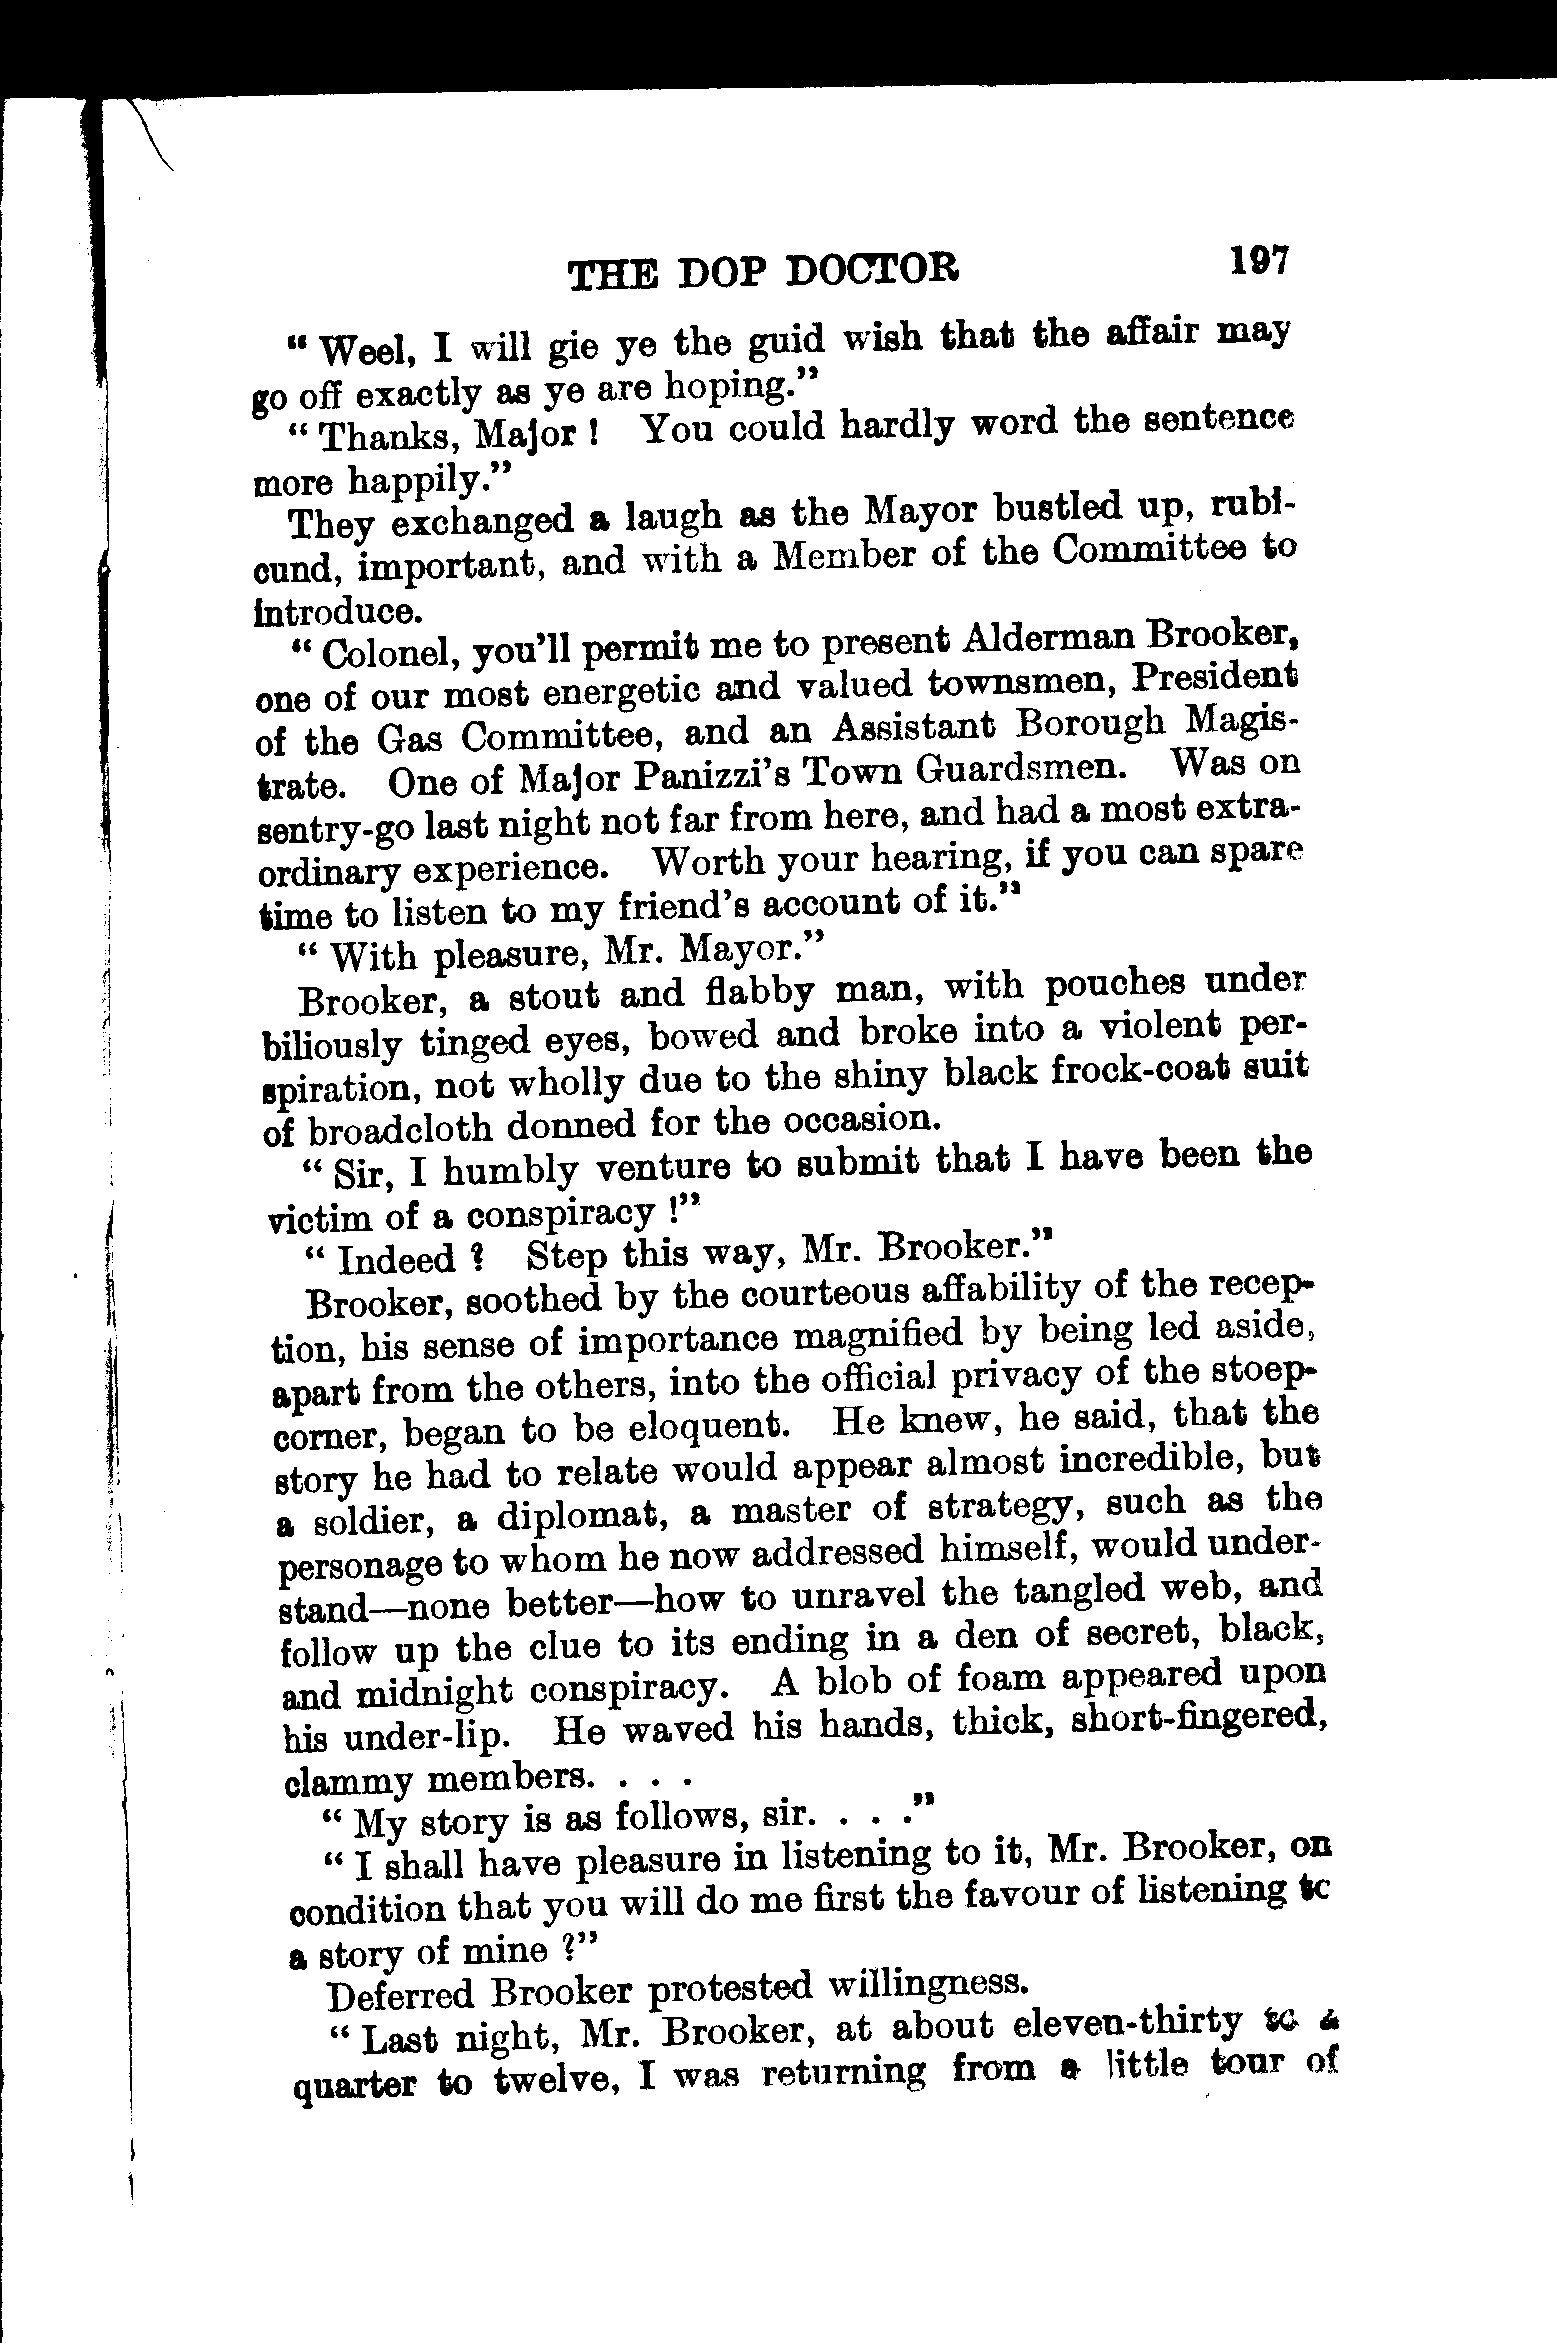 THE DOP DOCTOR 197
“ Weel, I will gie ye the guid wish that the affair may
go off exactly as ye are hoping.”
“ Thanks, Major ! You could hardly word the sentence
more happily.”
They exchanged a laugh as the Mayor bustled up, rubi-
cund, important, and with a Member of the Committee to
introduce.
“ Colonel, you’ll permit me to present Alderman Brooker,
one of our most energetic and valued townsmen, President
of the Gas Committee, and an Assistant Borough Magis-
trate. One of Major Panizzi’s Town Guardsmen. Was on
sentry-go last night not far from here, and had a most extra-
ordinary experience. Worth your hearing, if you can spare
time to listen to my friend’s account of it.”
“ With pleasure, Mr. Mayor.”
Brooker, a stout and flabby man, with pouches under
biliously tinged eyes, bowed and broke into a violent per-
spiration, not wholly due to the shiny black frock-coat suit
of broadcloth donned for the occasion.
“ Sir, I humbly venture to submit that I have been the
victim of a conspiracy !”
“ Indeed ? Step this way, Mr. Brooker.”
Brooker, soothed by the courteous affability of the recep-
tion, his sense of importance magnified by being led aside,
apart from the others, into the official privacy of the stoep-
corner, began to be eloquent. He knew, he said, that the
story he had to relate would appear almost incredible, but
a soldier, a diplomat, a master of strategy, such as the
personage to whom he now addressed himself, would under-
stand—none better—how to unravel the tangled web, and
follow up the clue to its ending in a den of secret, black,
and midnight conspiracy. A blob of foam appeared upon
his under-lip. He waved his hands, thick, short-fingered,
clammy members. . . .
“ My story is as follows, sir. . . .”
“ I shall have pleasure in listening to it, Mr. Brooker, on
condition that you will do me first the favour of listening to
a story of mine ?”
Deferred Brooker protested willingness.
“ Last night, Mr. Brooker, at about eleven-thirty to a
quarter to twelve, I was returning from a little tour of